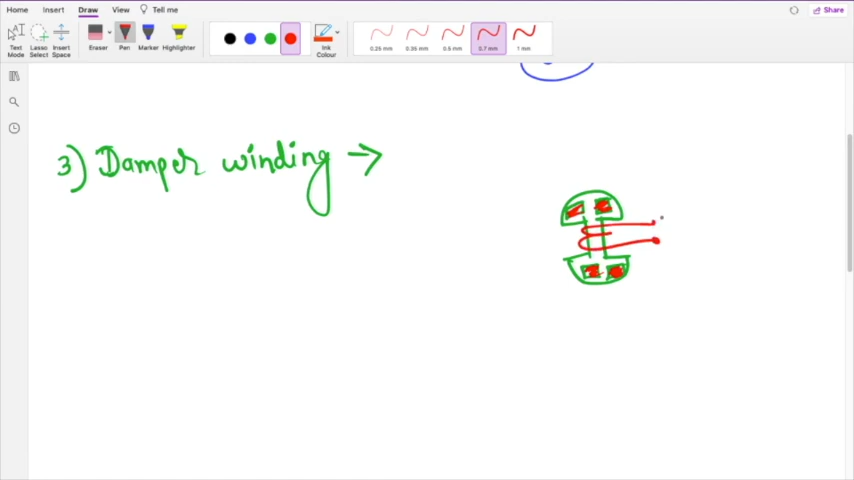 Home Insert Draw View Tell me Share
Eraser Pen Marker Highlighter
Text Mode Lasso Select Insert Space Ink Colour 0.25 mm 0.35 mm 0.5 mm 0.7 mm 1 mm
3) Damper winding →